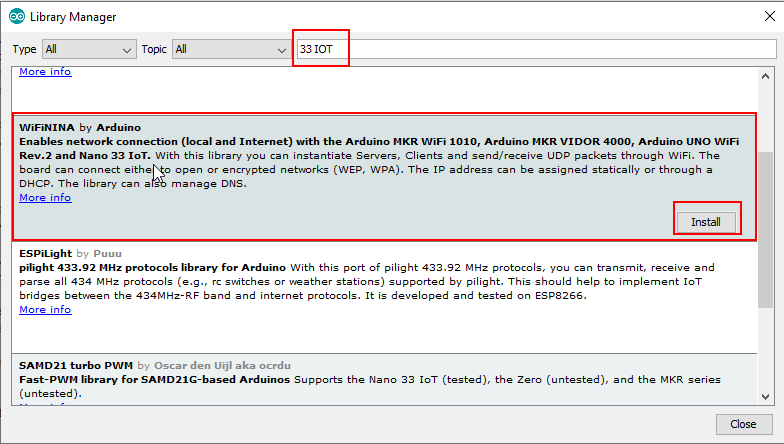 Library Manager
Type All Topic All 33 IOT
More info
WiFiNINA by Arduino
Enables network connection (local and Internet) with the Arduino MKR WiFi 1010, Arduino MKR VIDOR 4000, Arduino UNO WiFi
Rev.2 and Nano 33 IoT. With this library you can instantiate Servers, Clients and send/receive UDP packets through WiFi. The
board can connect either to open or encrypted networks (WEP, WPA). The IP address can be assigned statically or through a
DHCP. The library can also manage DNS.
More info
Install
ESPiLight by Puuu
pilight 433.92 MHz protocols library for Arduino With this port of pilight 433.92 MHz protocols, you can transmit, receive and
parse all 434 MHz protocols (e.g., rc switches or weather stations) supported by pilight. This should help to implement IoT
bridges between the 434MHz-RF band and internet protocols. It is developed and tested on ESP8266.
More info
SAMD21 turbo PWM by Oscar den Uijl aka ocrdu
Fast-PWM library for SAMD21G-based Arduinos Supports the Nano 33 IoT (tested), the Zero (untested), and the MKR series
(untested).
More info
Close